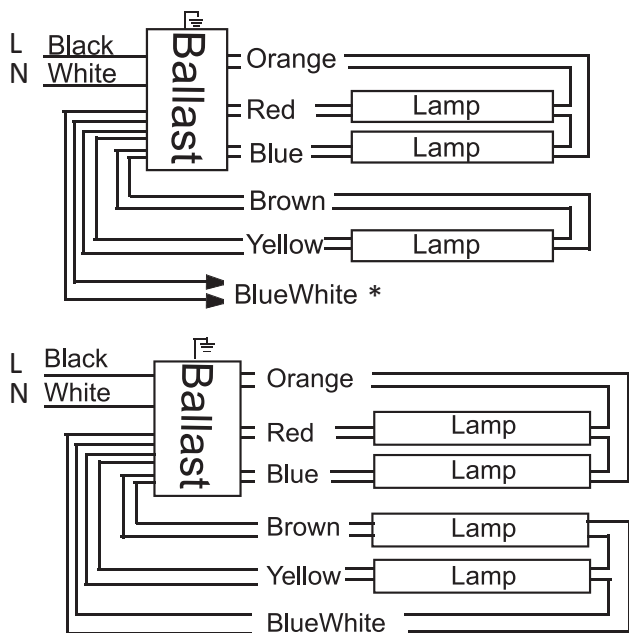 L Black
N White
Ballast
Orange
Red Lamp
Blue Lamp
Brown
Yellow Lamp
BlueWhite *
L Black
N White
Ballast
Orange
Red Lamp
Blue Lamp
Brown Lamp
Yellow Lamp
BlueWhite